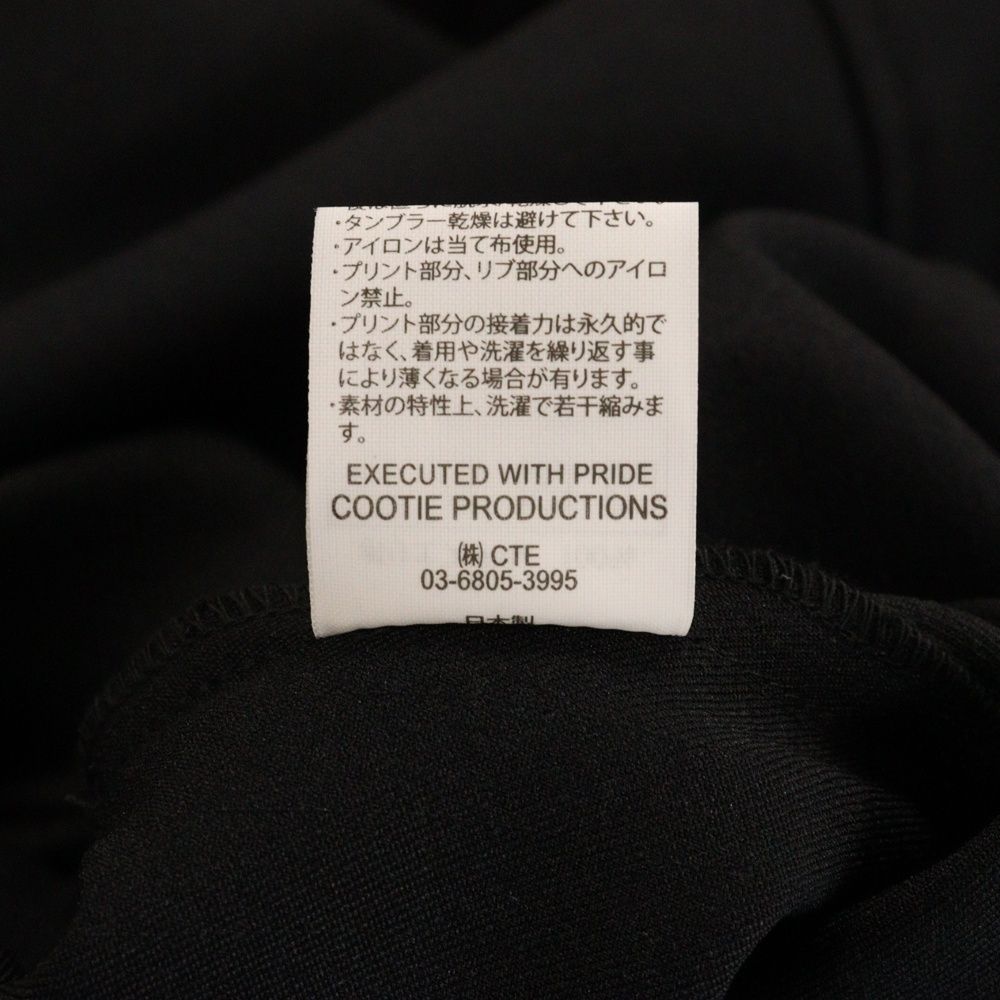 ・タンブラー乾燥は避けて下さい。
・アイロンは当て布使用。
・プリント部分、リブ部分へのアイロ
ン禁止。
・プリント部分の接着力は永久的で
はなく、着用や洗濯を繰り返す事
により薄くなる場合が有ります。
・素材の特性上、洗濯で若干縮みま
す。
EXECUTED WITH PRIDE
COOTIE PRODUCTIONS
㈱ CTE
03-6805-3995
日本製